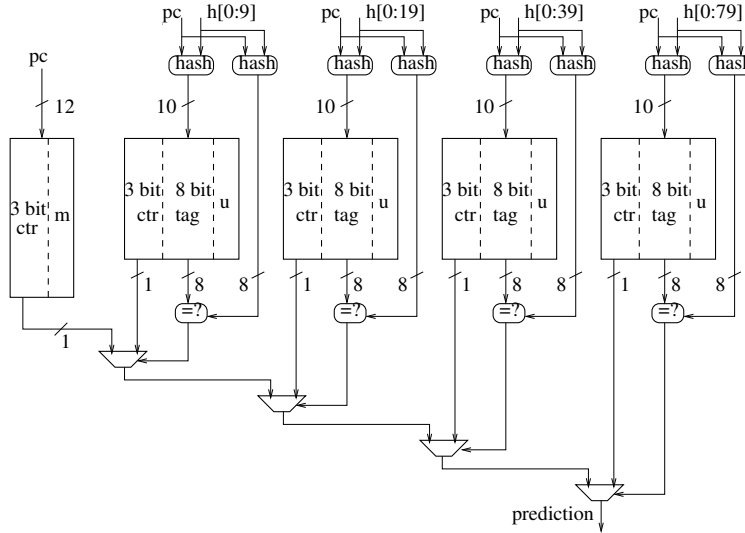 pc h[0:9] pc h[0:19] pc h[0:39] pc h[0:79]
hash hash hash hash hash hash hash hash
pc
12 10 10 10 10
3 bit ctr m
3 bit ctr 8 bit tag u
3 bit ctr 8 bit tag u
3 bit ctr 8 bit tag u
3 bit ctr 8 bit tag u
1 8 8 1 8 8 1 8 8 1 8 8
=? =? =? =?
1
prediction